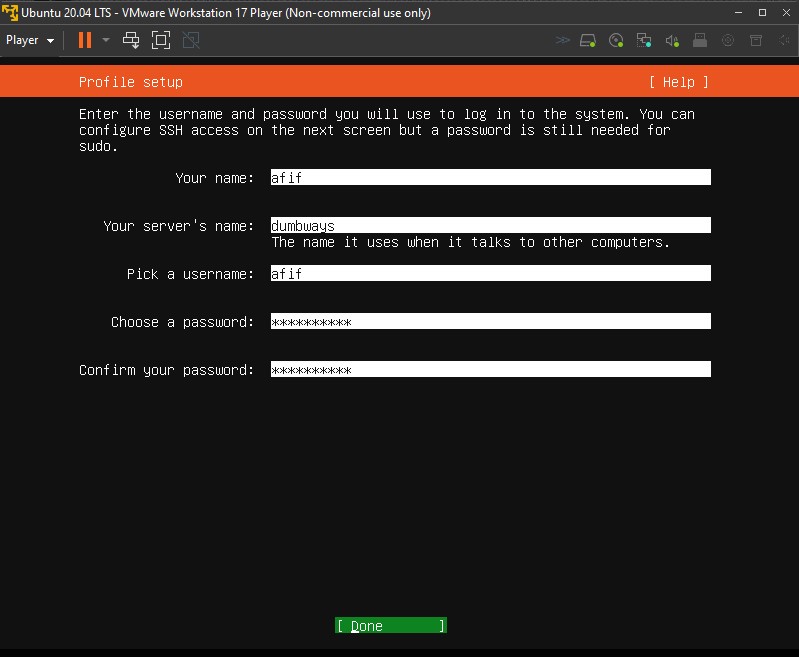 Ubuntu 20.04 LTS - VMware Workstation 17 Player (Non-commercial use only)
Player
Profile setup [ Help ]
Enter the username and password you will use to log in to the system. You can
configure SSH access on the next screen but a password is still needed for
sudo.
Your name: afif
Your server's name: dumbways
The name it uses when it talks to other computers.
Pick a username: afif
Choose a password: **********
Confirm your password: **********
[ Done ]